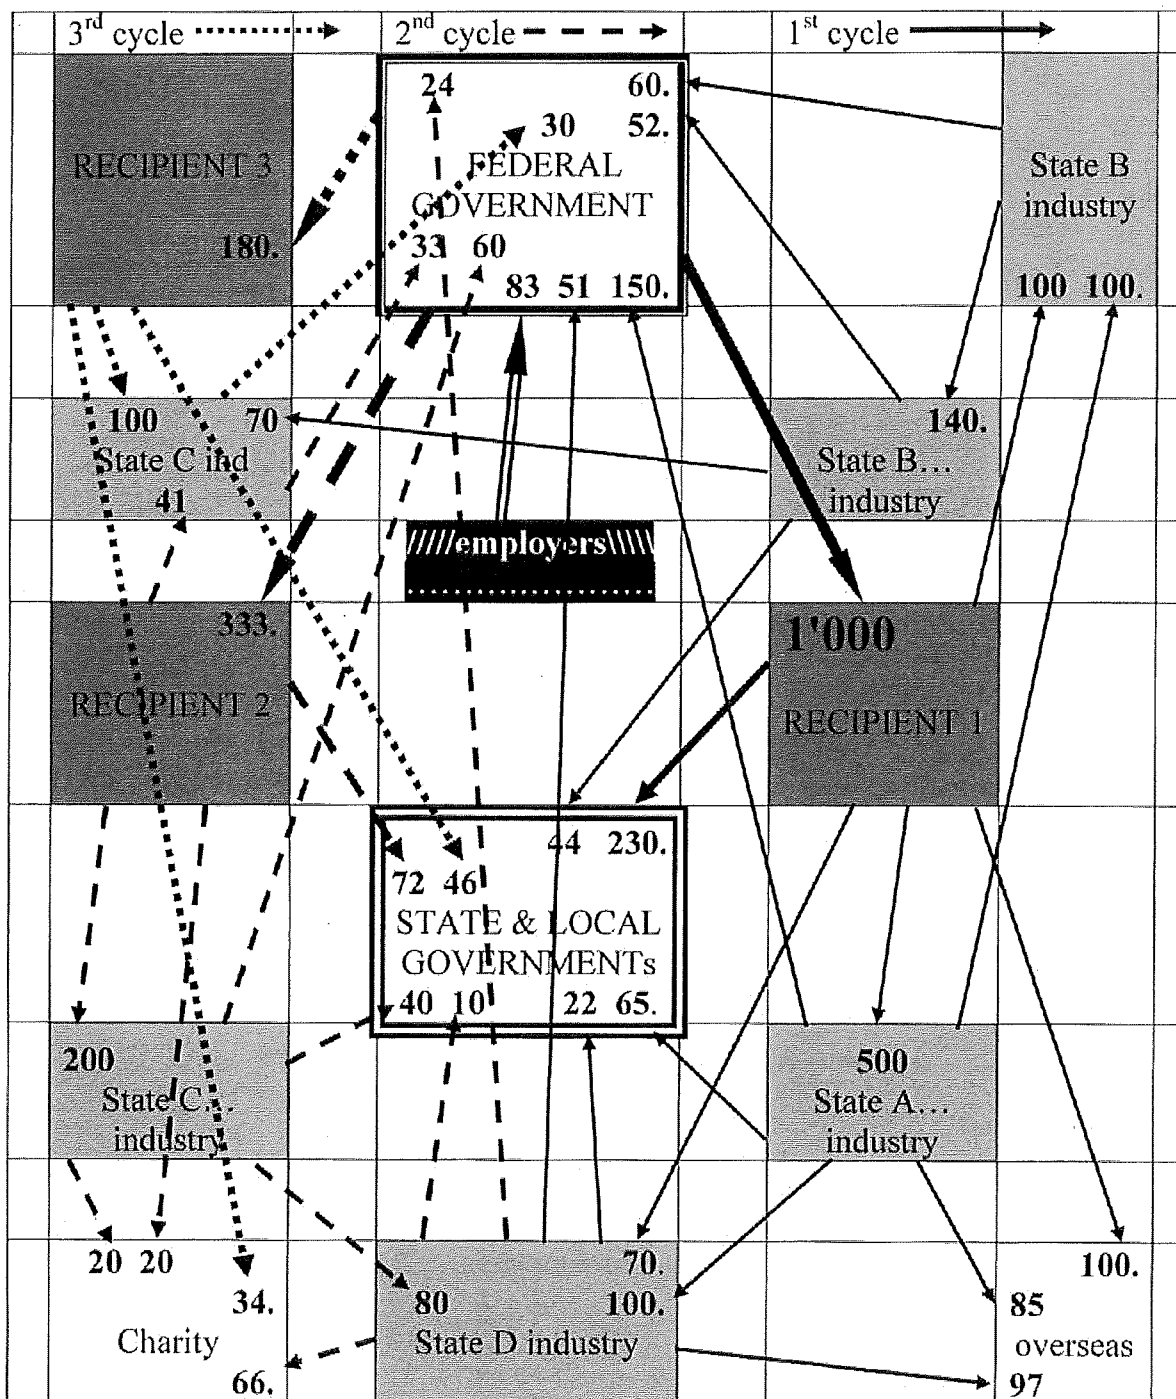 3rd cycle 2nd cycle 1st cycle
24 60.
30 52.
RECIPIENT 3 FEDERAL State B
GOVERNMENT industry
180. 33 60
83 51 150. 100 100.
100 70 140.
State C ind State B...
41 industry
/////employers\\\\\
333. 1'000
RECIPIENT 2 RECIPIENT 1
44 230.
72 46
STATE & LOCAL
GOVERNMENTs
40 10 22 65.
200 500
State C... State A...
industry industry
20 20 70. 100.
34. 80 100. 85
Charity State D industry overseas
66. 97